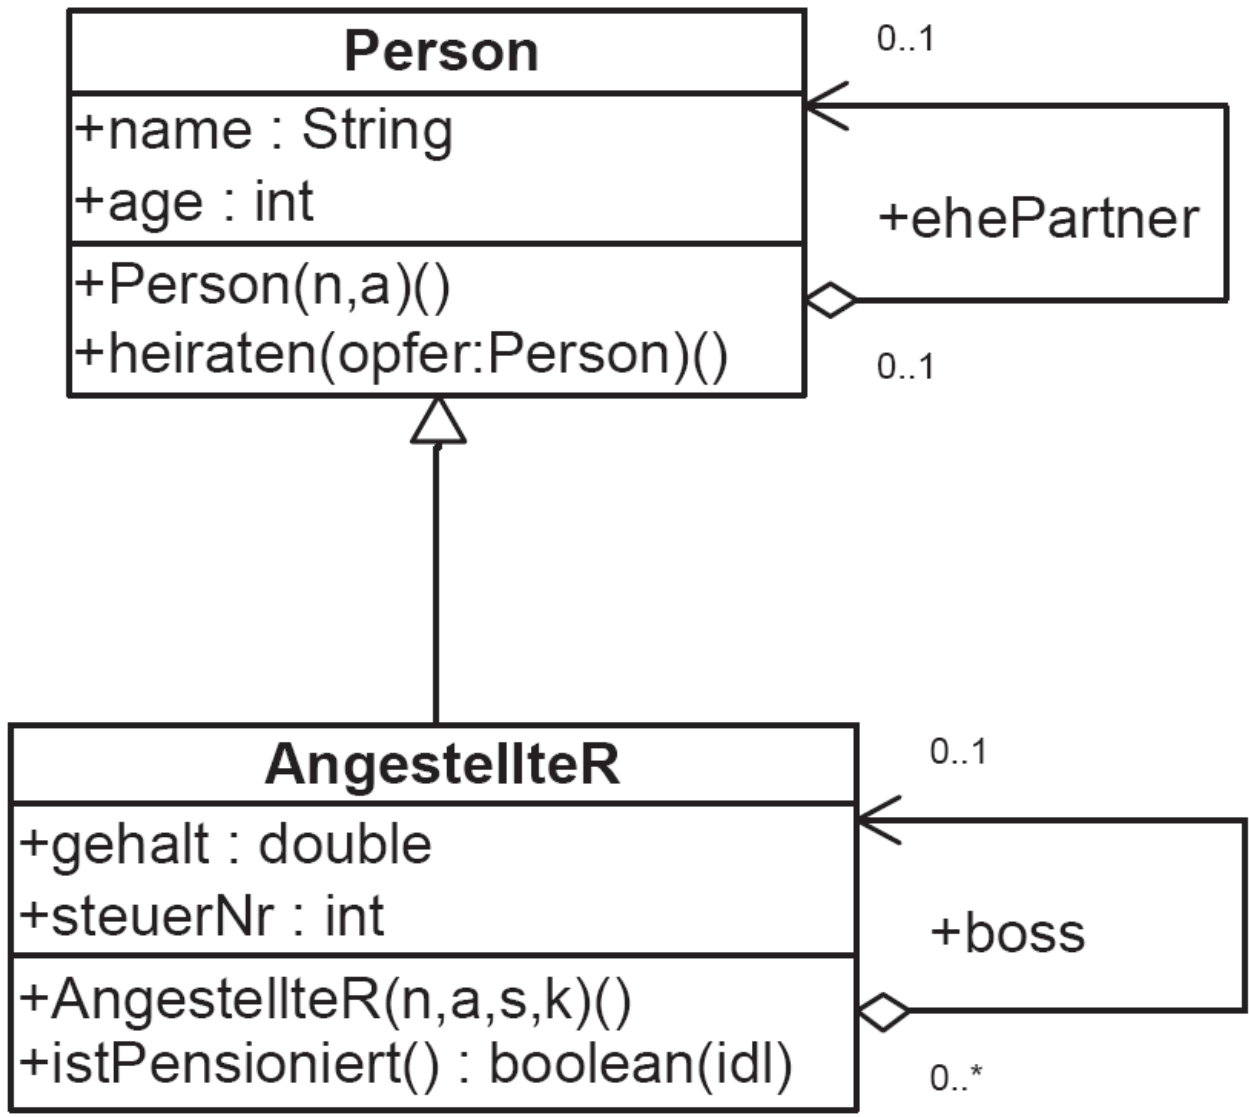 Person
+name : String
+age : int
+Person(n,a)()
+heiraten(opfer:Person)()
0..1
+ehePartner
0..1
AngestellteR
+gehalt : double
+steuerNr : int
+AngestellteR(n,a,s,k)()
+istPensioniert() : boolean(idl)
0..1
+boss
0..*